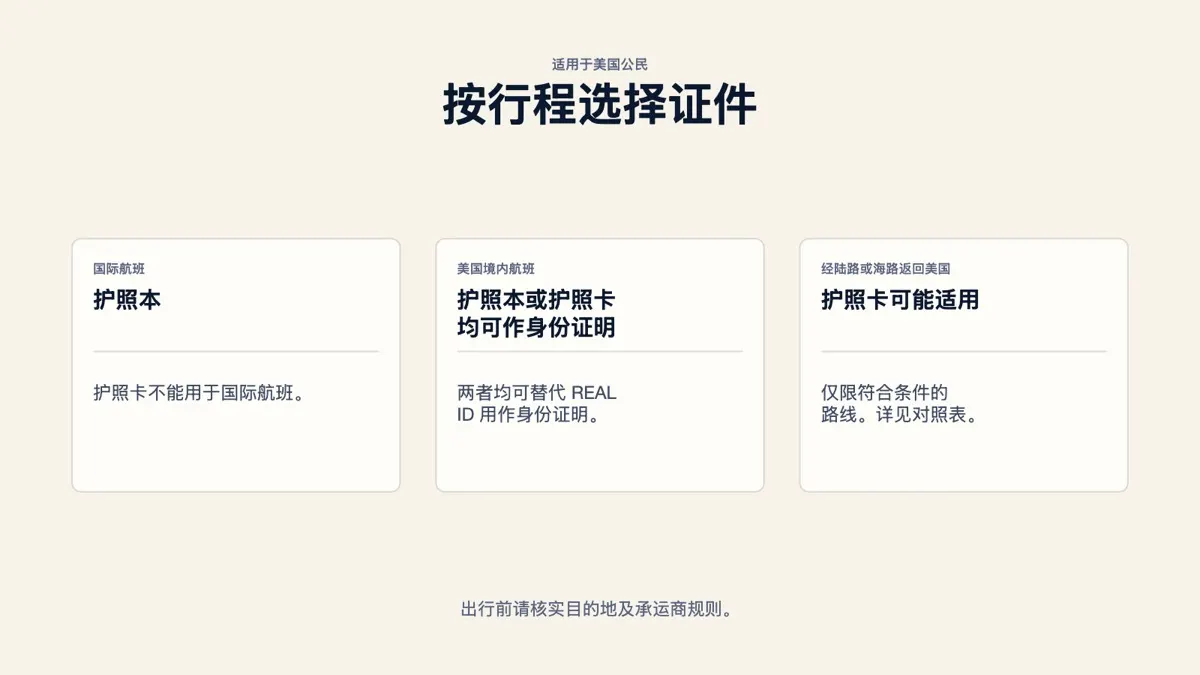 适用于美国公民
按行程选择证件
国际航班
护照本
护照卡不能用于国际航班。
美国境内航班
护照本或护照卡
均可作身份证明
两者均可替代 REAL
ID 用作身份证明。
经陆路或海路返回美国
护照卡可能适用
仅限符合条件的
路线。详见对照表。
出行前请核实目的地及承运商规则。